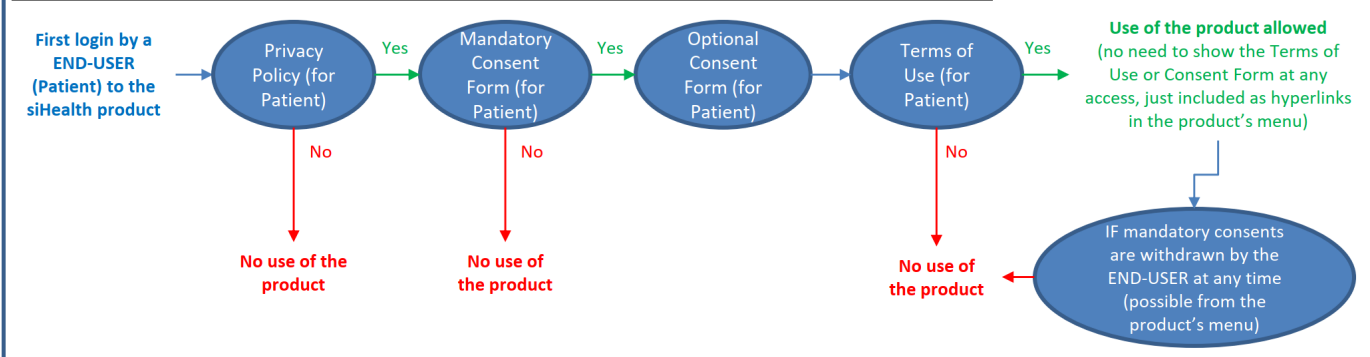 First login by a
END-USER
(Patient) to the
siHealth product
Privacy
Policy (for
Patient)
Yes
Mandatory
Consent
Form (for
Patient)
Yes
Optional
Consent
Form (for
Patient)
Terms of
Use (for
Patient)
Yes
Use of the product allowed
(no need to show the Terms of
Use or Consent Form at any
access, just included as hyperlinks
in the product's menu)
No
No
No
No use of the
product
No use of
the product
No use of
the product
IF mandatory consents
are withdrawn by the
END-USER at any time
(possible from the
product's menu)